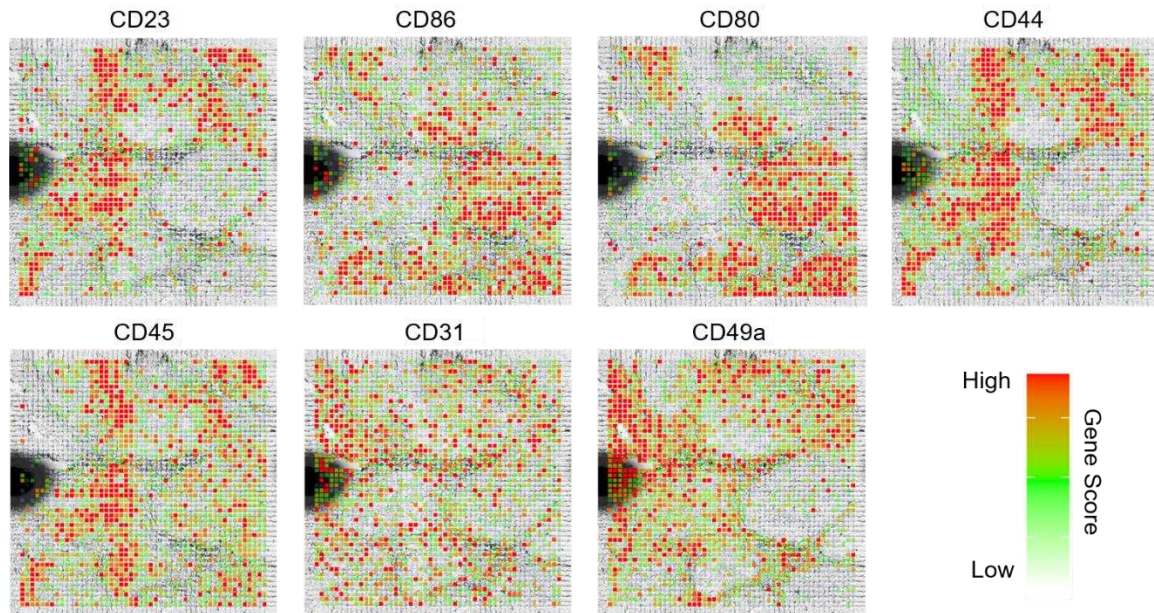 CD23
CD86
CD80
CD44
CD45
CD31
CD49a
High
Low
Gene Score